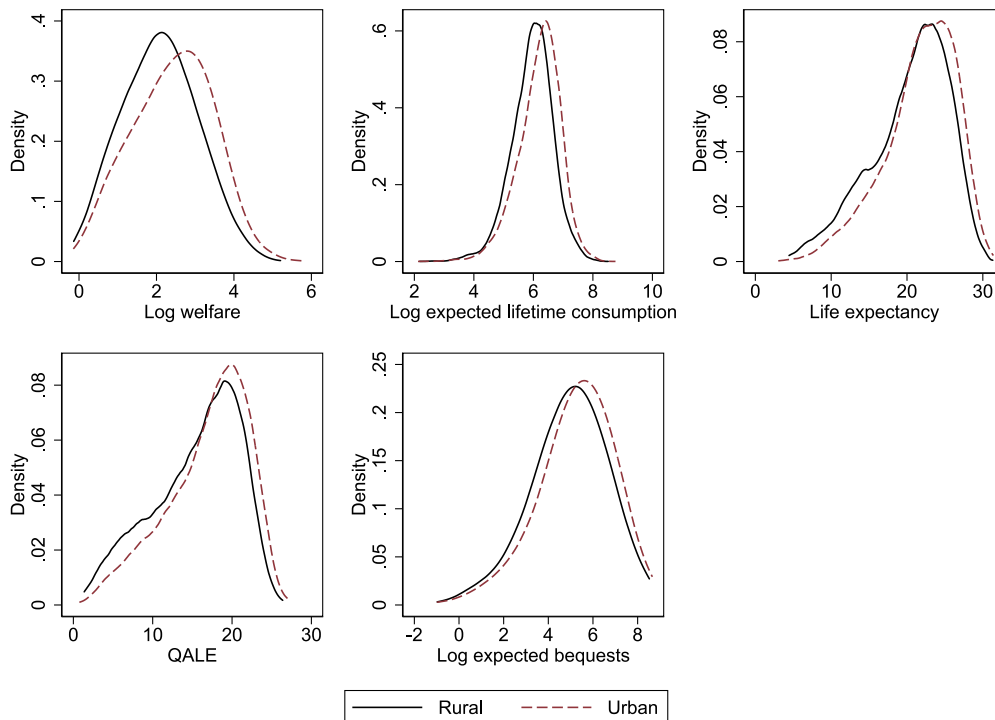 Density
.4
.3
.2
.1
0
0 2 4 6
Log welfare
Density
.6
.4
.2
0
2 4 6 8 10
Log expected lifetime consumption
Density
.08
.06
.04
.02
0
0 10 20 30
Life expectancy
Density
.08
.06
.04
.02
0
0 10 20 30
QALE
Density
.25
.2
.15
.1
.05
0
-2 0 2 4 6 8
Log expected bequests
Rural Urban